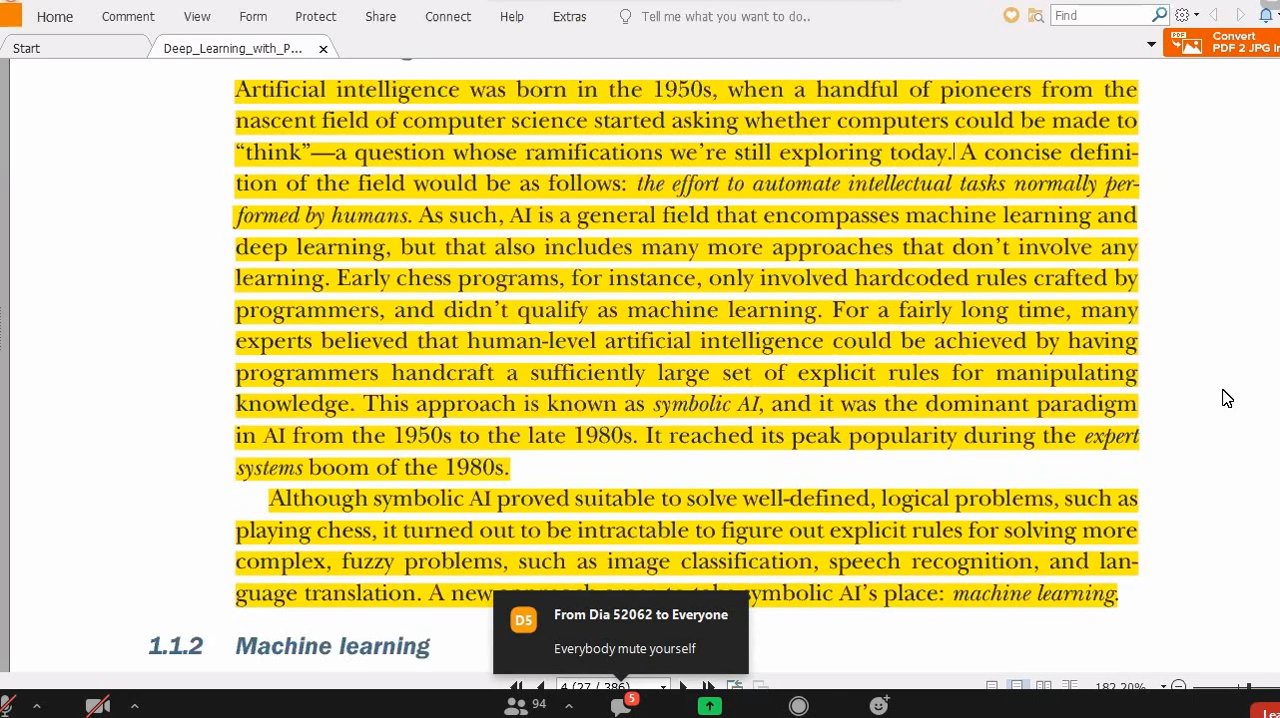 Home Comment View Form Protect Share Connect Help Extras Tell me what you want to do.. Find
Start Deep_Learning_with_P... x
Convert
PDF 2 JPG
Artificial intelligence was born in the 1950s, when a handful of pioneers from the
nascent field of computer science started asking whether computers could be made to
“think”—a question whose ramifications we’re still exploring today. A concise defini-
tion of the field would be as follows: the effort to automate intellectual tasks normally per-
formed by humans. As such, AI is a general field that encompasses machine learning and
deep learning, but that also includes many more approaches that don’t involve any
learning. Early chess programs, for instance, only involved hardcoded rules crafted by
programmers, and didn’t qualify as machine learning. For a fairly long time, many
experts believed that human-level artificial intelligence could be achieved by having
programmers handcraft a sufficiently large set of explicit rules for manipulating
knowledge. This approach is known as symbolic AI, and it was the dominant paradigm
in AI from the 1950s to the late 1980s. It reached its peak popularity during the expert
systems boom of the 1980s.
Although symbolic AI proved suitable to solve well-defined, logical problems, such as
playing chess, it turned out to be intractable to figure out explicit rules for solving more
complex, fuzzy problems, such as image classification, speech recognition, and lan-
guage translation. A new symbolic AI’s place: machine learning.
D5 From Dia 52062 to Everyone
Everybody mute yourself
1.1.2 Machine learning
4 (27 / 386) 182.20%
94 5